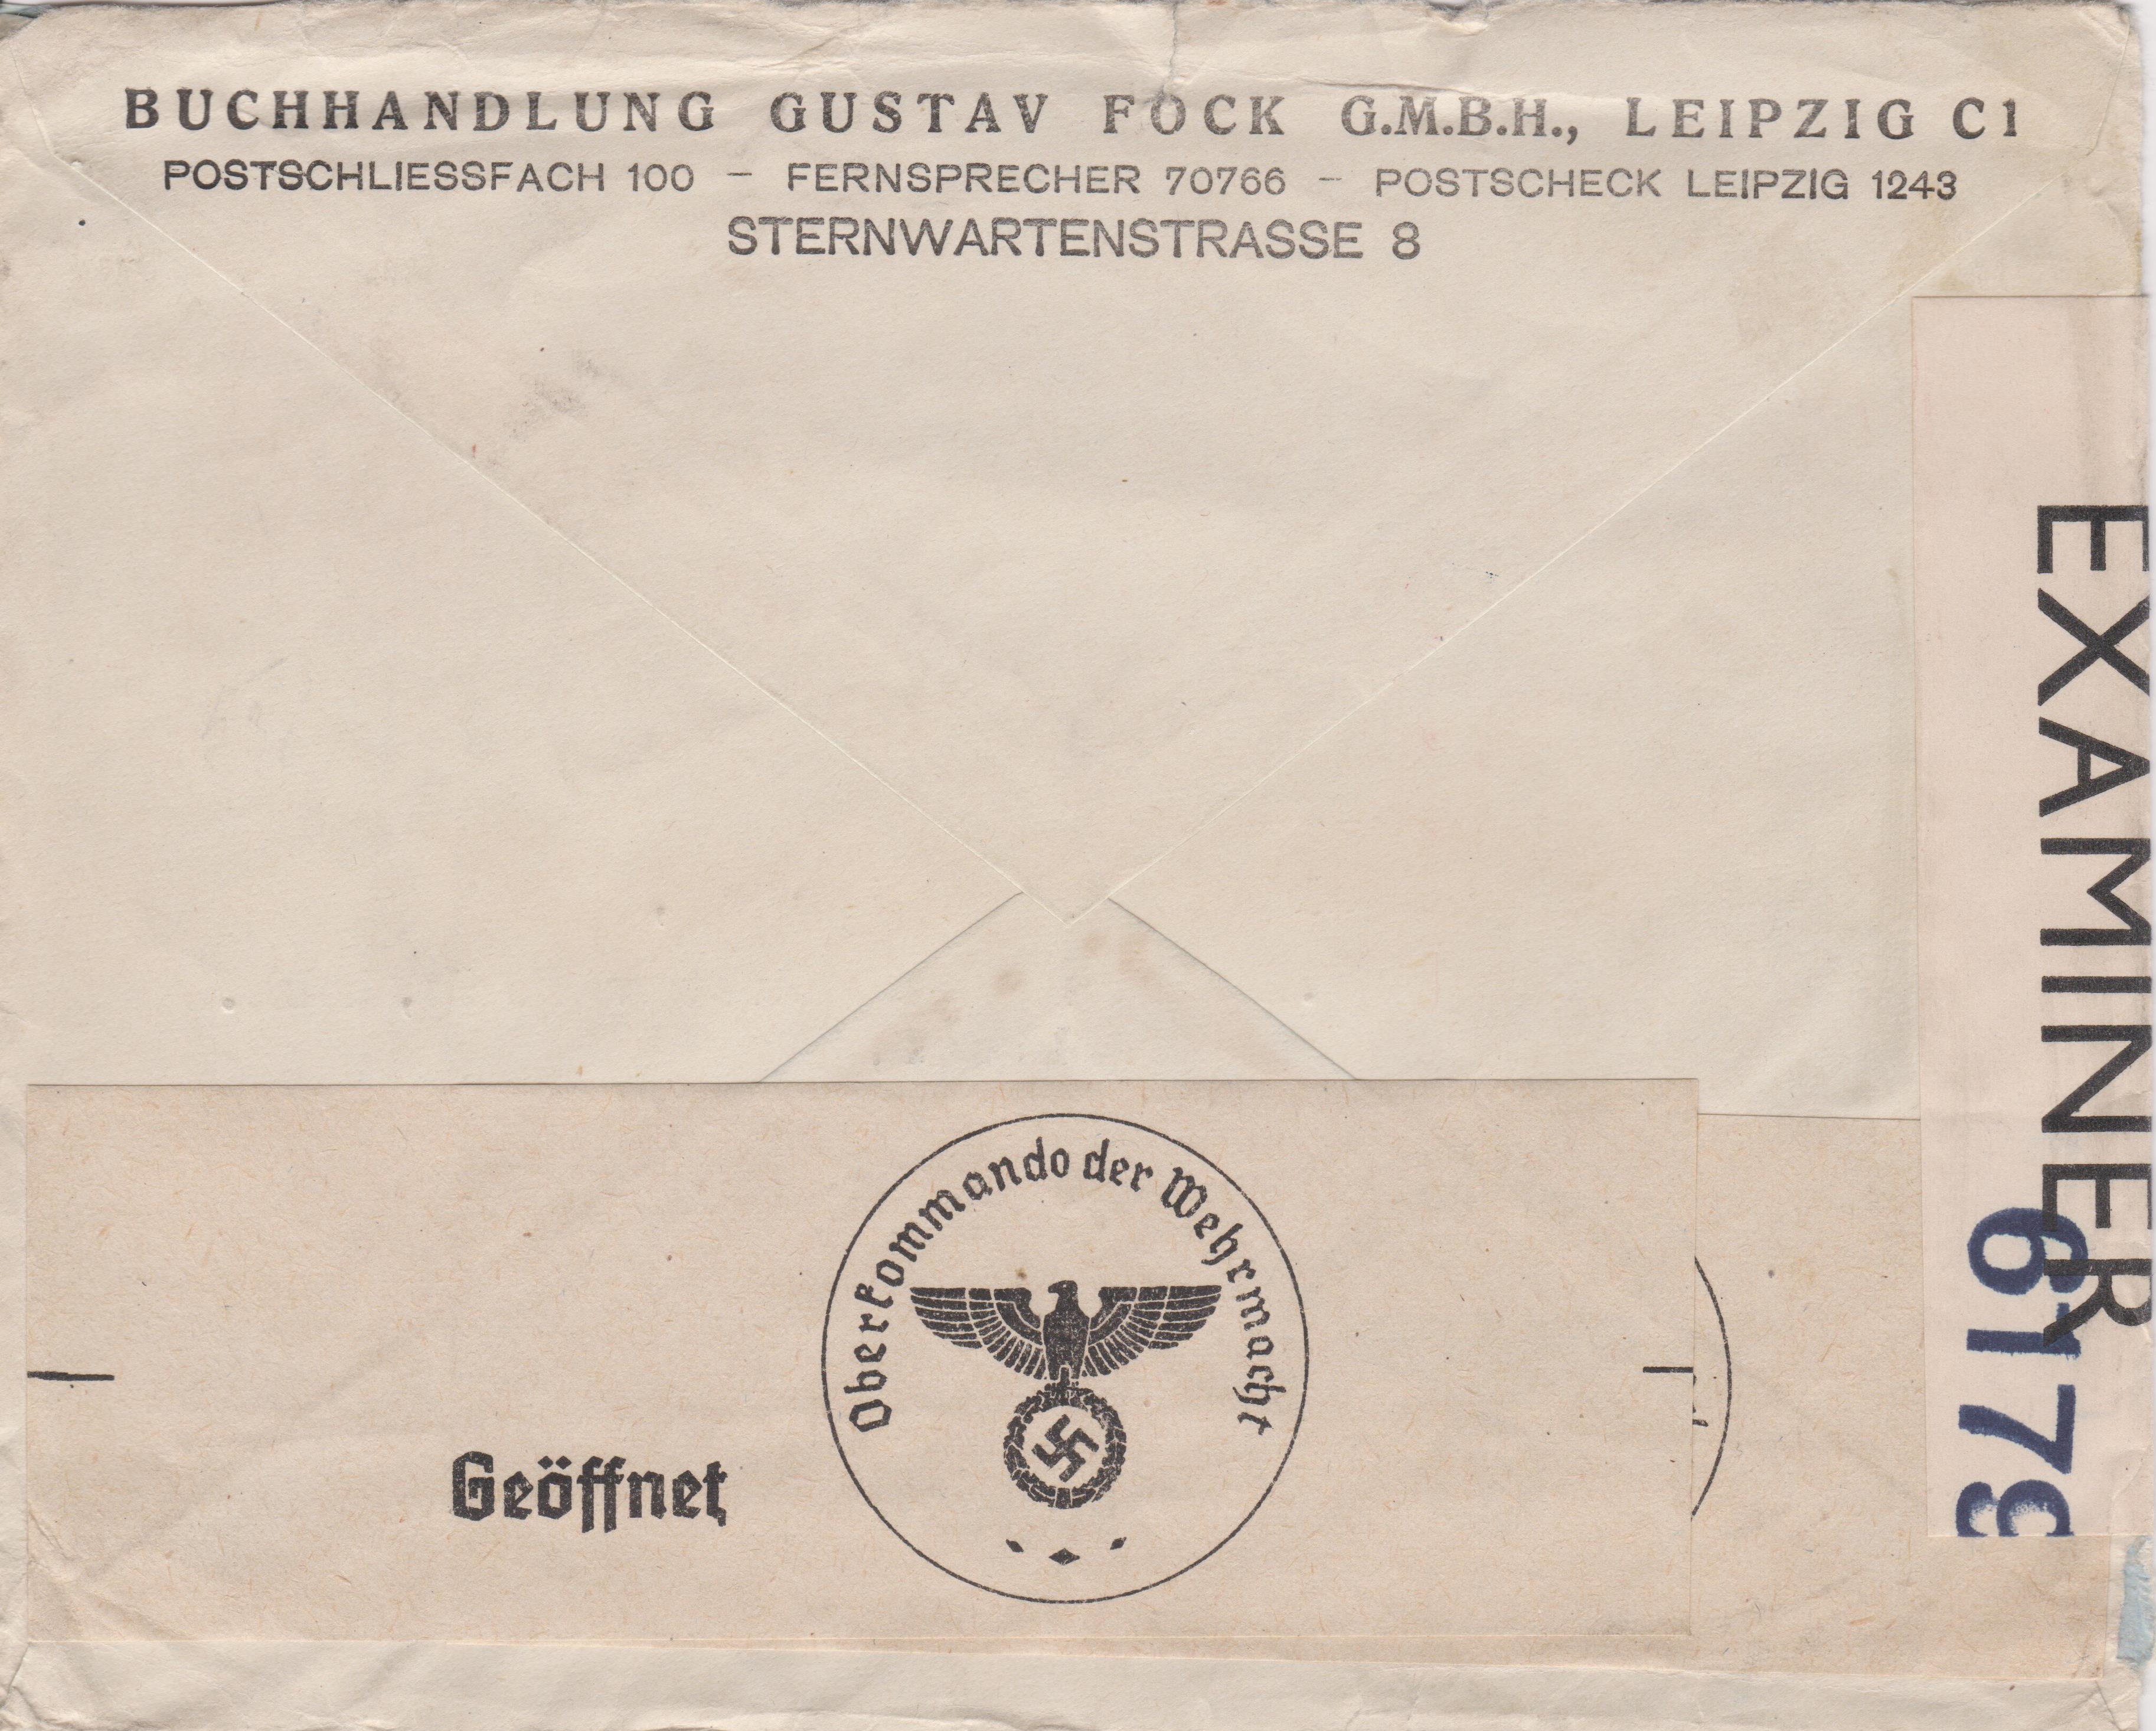 BUCHHANDLUNG GUSTAV FOCK G.M.B.H., LEIPZIG C1
POSTSCHLIESSFACH 100 – FERNSPRECHER 70766 – POSTSCHECK LEIPZIG 1243
STERNWARTENSTRASSE 8
EXAMINER
6178
Oberkommando der Wehrmacht
Geöffnet